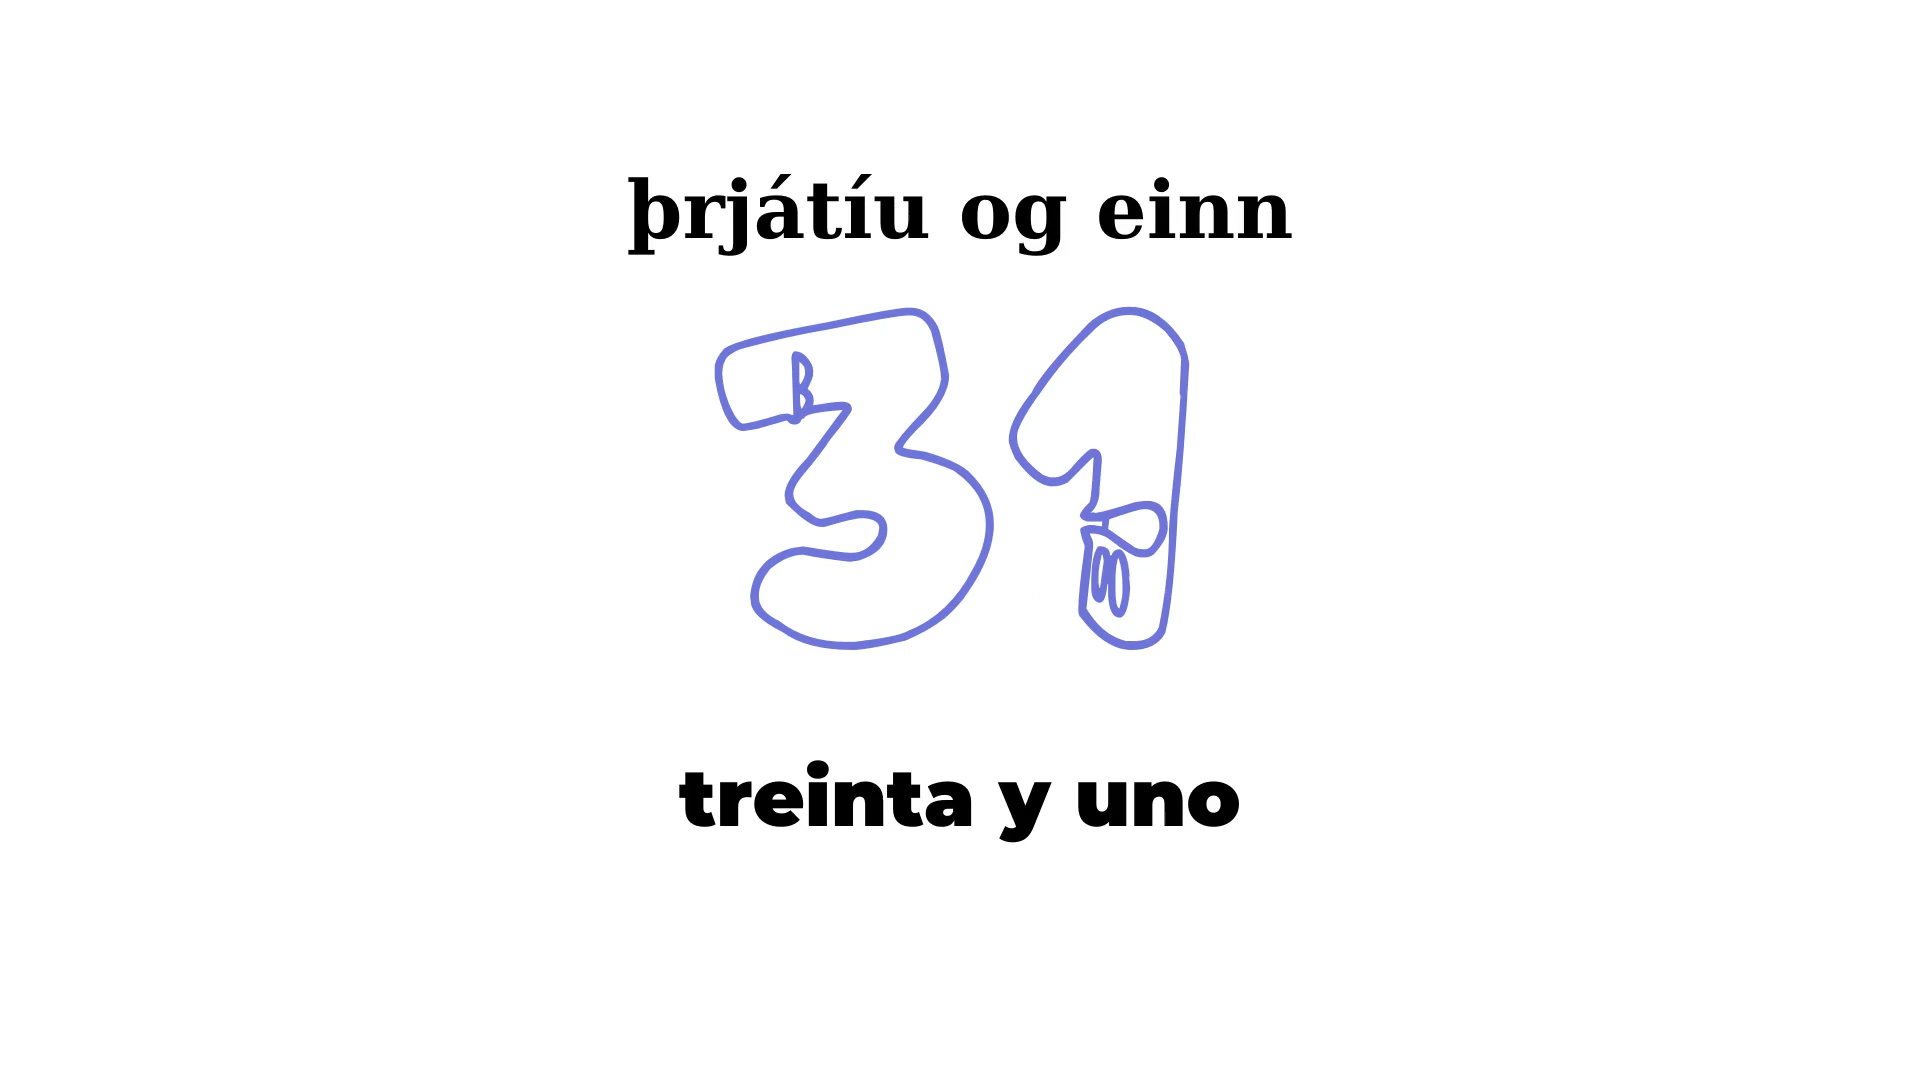 þrjátíu og einn
31
treinta y uno